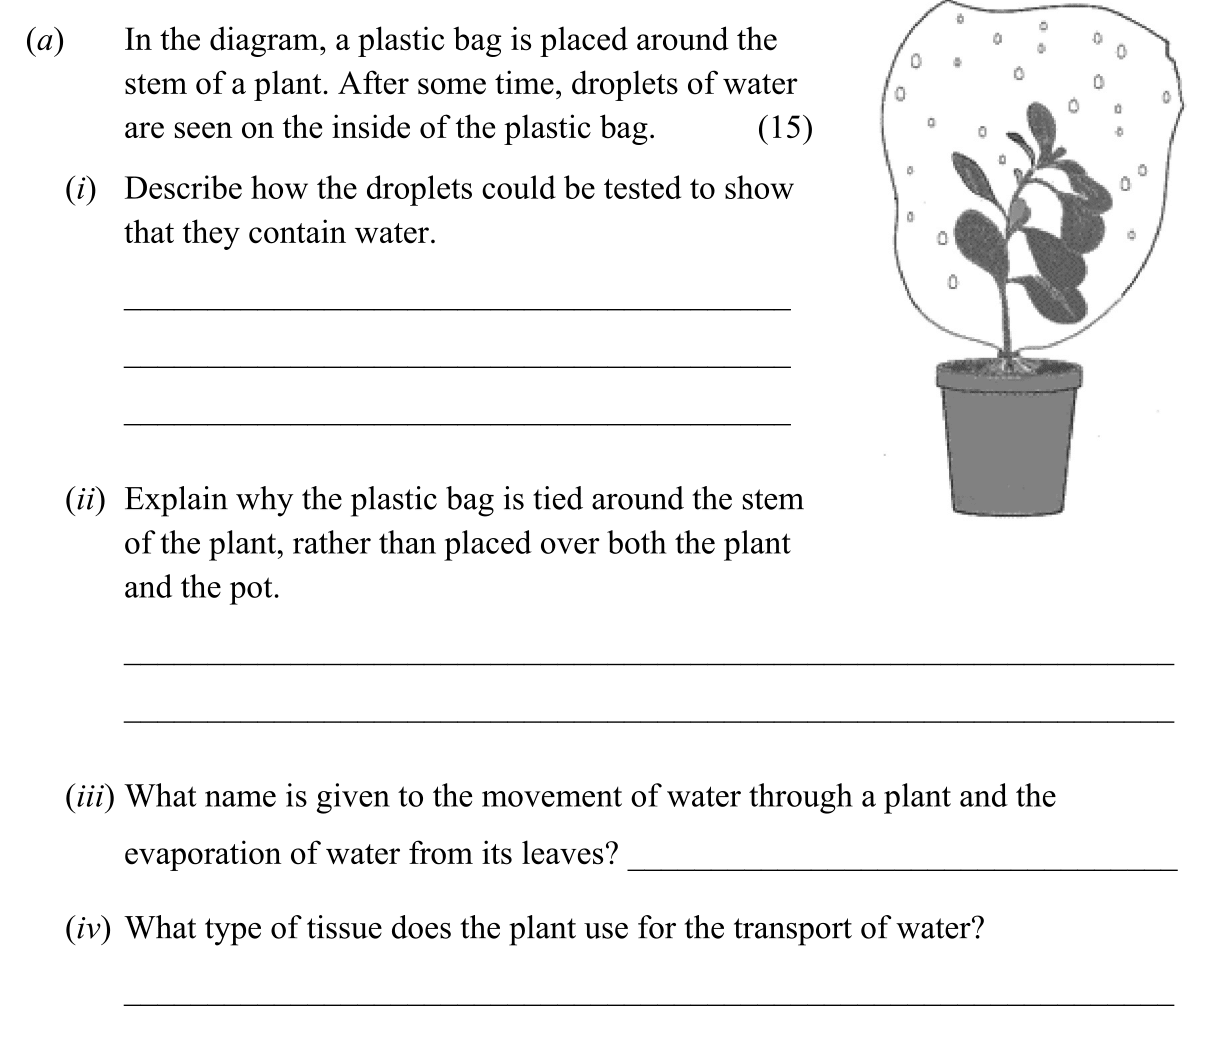 (a) In the diagram, a plastic bag is placed around the
stem of a plant. After some time, droplets of water
are seen on the inside of the plastic bag. (15)
(i) Describe how the droplets could be tested to show
that they contain water.
(ii) Explain why the plastic bag is tied around the stem
of the plant, rather than placed over both the plant
and the pot.
(iii) What name is given to the movement of water through a plant and the
evaporation of water from its leaves?
(iv) What type of tissue does the plant use for the transport of water?